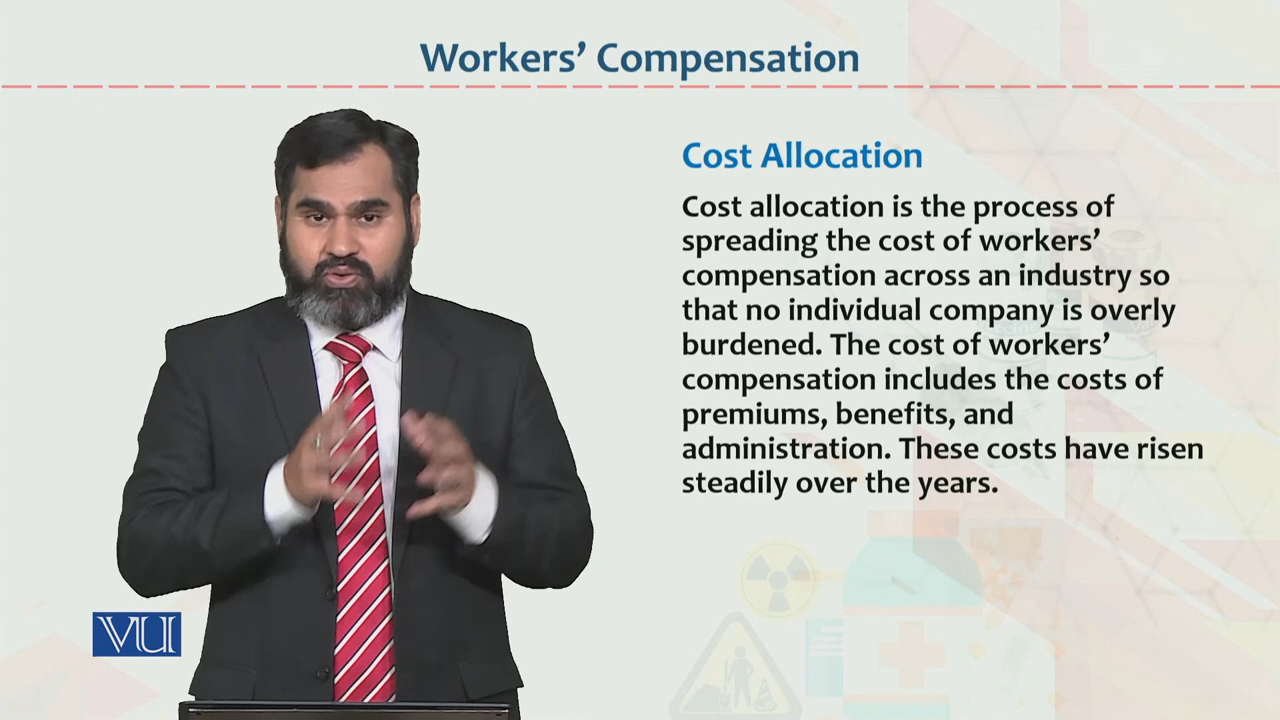 Workers’ Compensation
Cost Allocation
Cost allocation is the process of
spreading the cost of workers’
compensation across an industry so
that no individual company is overly
burdened. The cost of workers’
compensation includes the costs of
premiums, benefits, and
administration. These costs have risen
steadily over the years.
VU